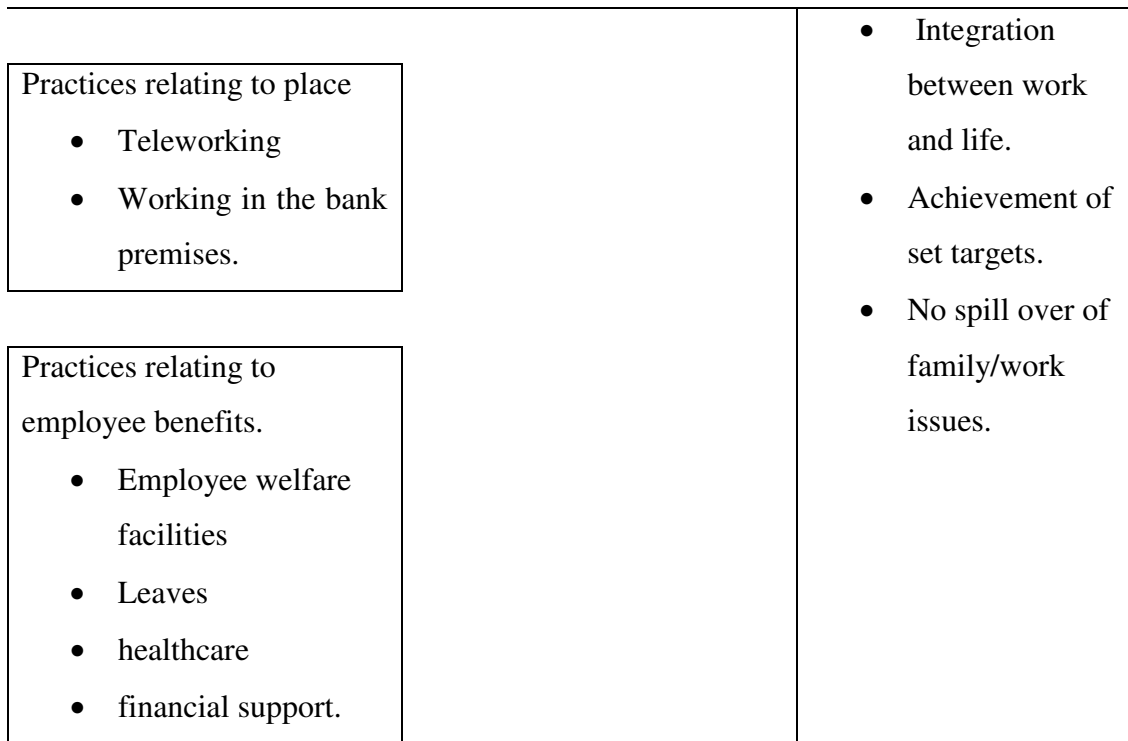 Practices relating to place
• Teleworking
• Working in the bank
premises.
Practices relating to
employee benefits.
• Employee welfare
facilities
• Leaves
• healthcare
• financial support.
• Integration
between work
and life.
• Achievement of
set targets.
• No spill over of
family/work
issues.